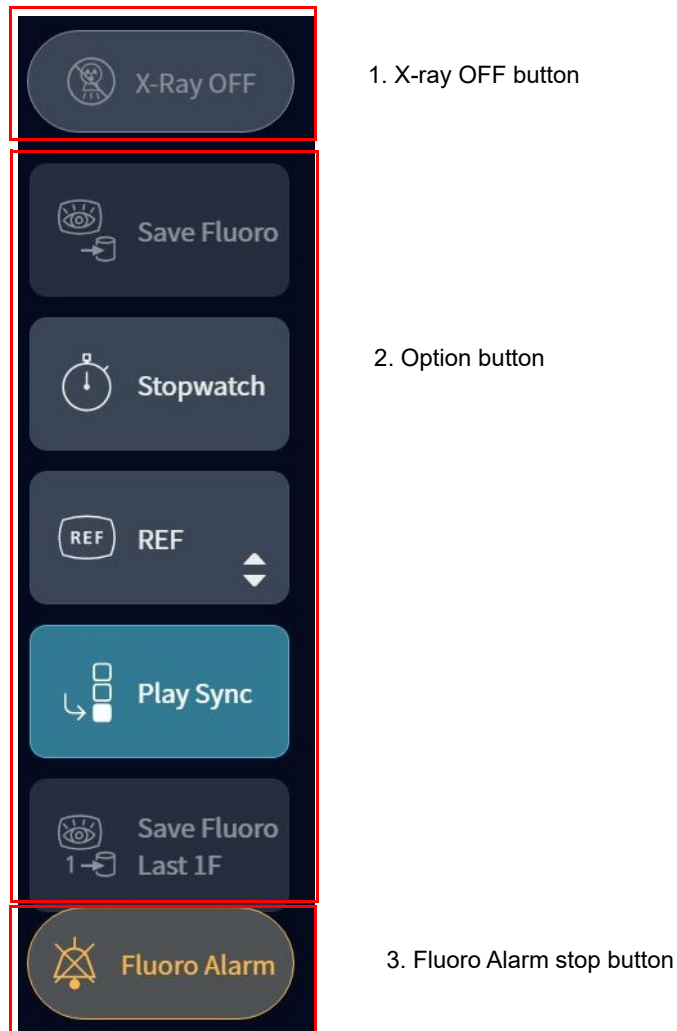 X-Ray OFF
1. X-ray OFF button
Save Fluoro
Stopwatch
2. Option button
REF
REF
Play Sync
Save Fluoro
1
Last 1F
Fluoro Alarm
3. Fluoro Alarm stop button